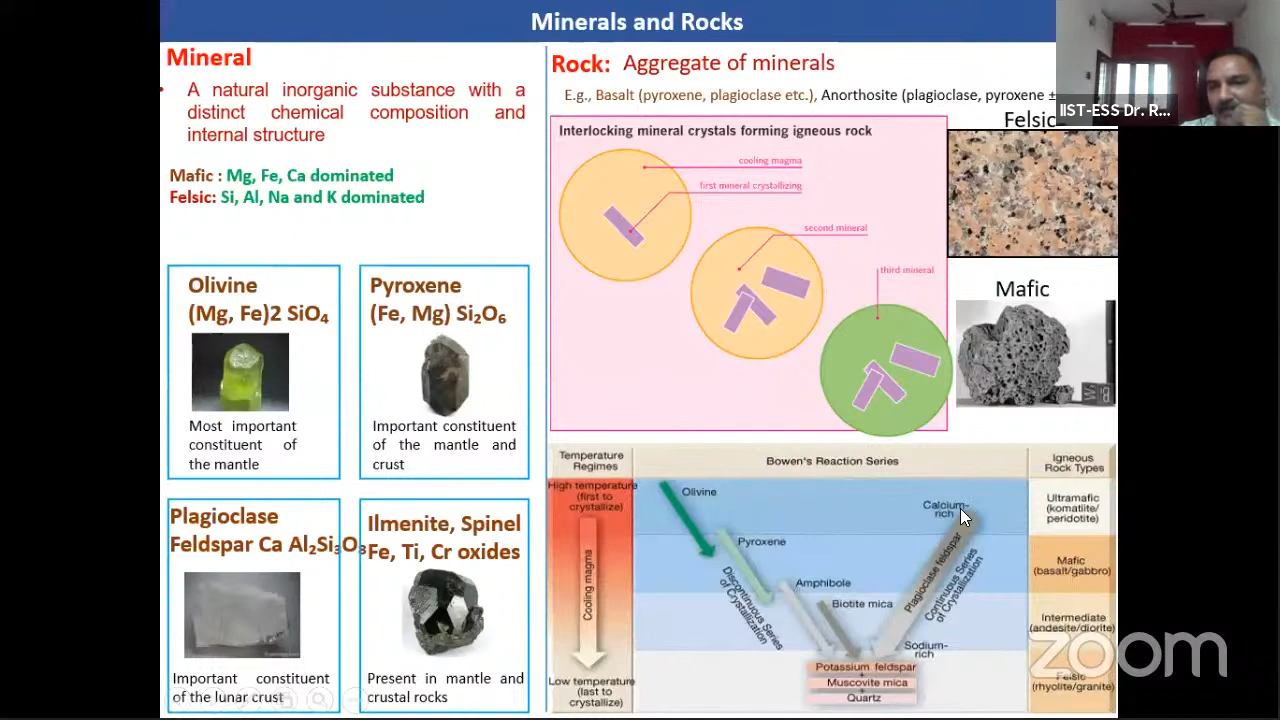 Minerals and Rocks
Mineral
• A natural inorganic substance with a
distinct chemical composition and
internal structure
Mafic : Mg, Fe, Ca dominated
Felsic: Si, Al, Na and K dominated
Olivine
(Mg, Fe)2 SiO₄
Most important
constituent of
the mantle
Pyroxene
(Fe, Mg) Si₂O₆
Important constituent
of the mantle and
crust
Plagioclase
Feldspar Ca Al₂Si₃O₈
Important constituent
of the lunar crust
Ilmenite, Spinel
Fe, Ti, Cr oxides
Present in mantle and
crustal rocks
Rock: Aggregate of minerals
E.g., Basalt (pyroxene, plagioclase etc.), Anorthosite (plagioclase, pyroxene ±
IIST-ESS Dr. R...
Interlocking mineral crystals forming igneous rock
cooling magma
first mineral crystallizing
second mineral
third mineral
Felsic
Mafic
Temperature
Regimes
Bowen's Reaction Series
Igneous
Rock Types
High temperature
(first to
crystallize)
Cooling magma
Low temperature
(last to
crystallize)
Olivine
Pyroxene
Amphibole
Biotite mica
Discontinuous Series
of Crystallization
Calcium-
rich
Plagioclase feldspar
Continuous Series
of Crystallization
Sodium-
rich
Potassium feldspar
+
Muscovite mica
+
Quartz
Ultramafic
(komatiite/
peridotite)
Mafic
(basalt/gabbro)
Intermediate
(andesite/diorite)
Felsic
(rhyolite/granite)
zoom